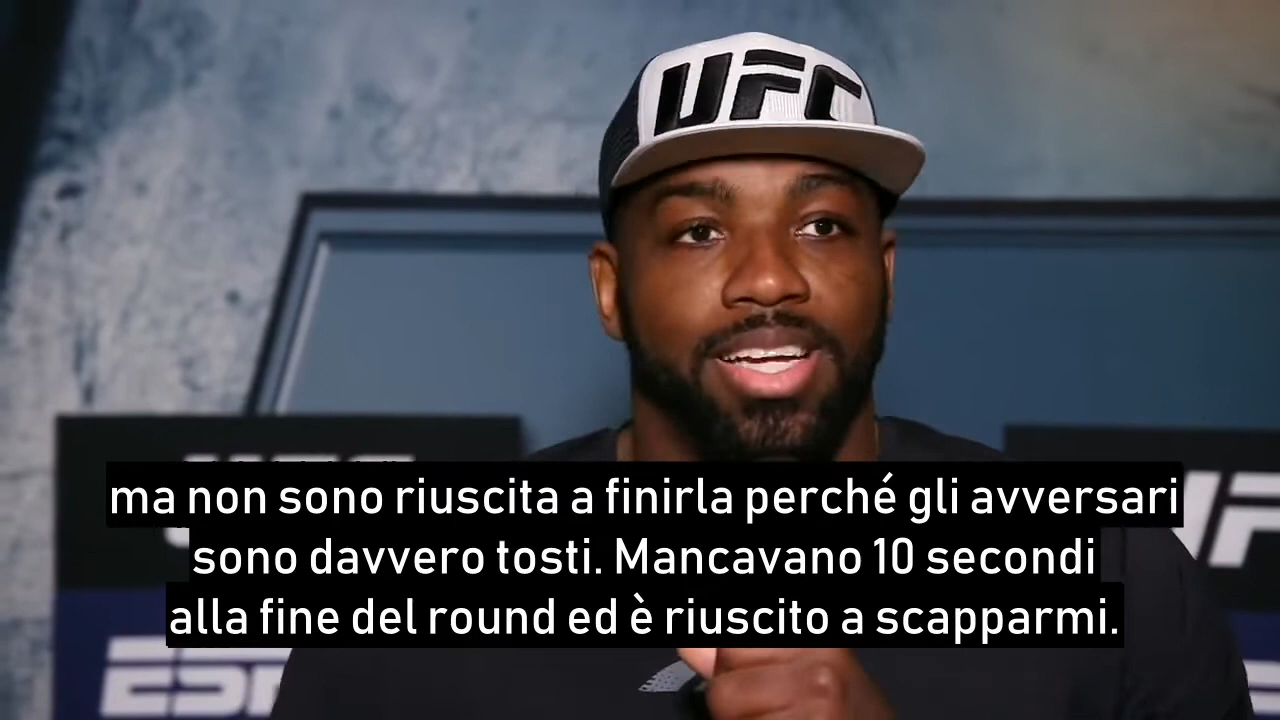 UFC
ma non sono riuscita a finirla perché gli avversari
sono davvero tosti. Mancavano 10 secondi
alla fine del round ed è riuscito a scapparmi.